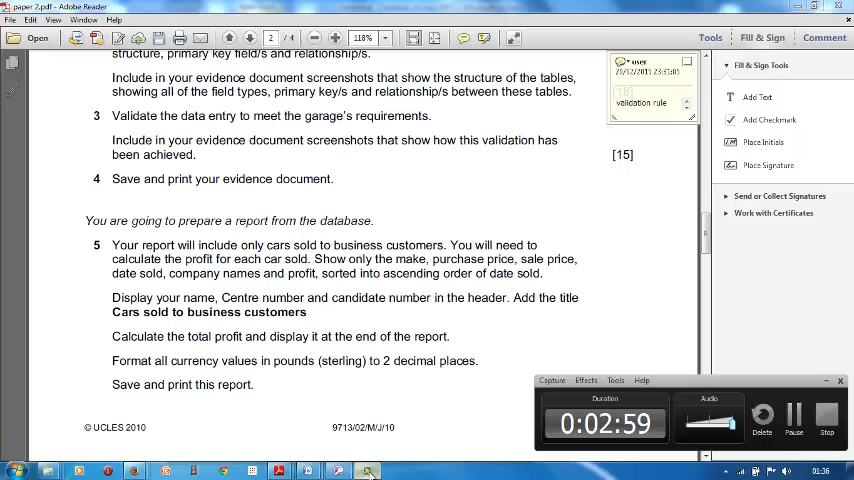 paper 2.pdf - Adobe Reader
File Edit View Window Help
Open 2 / 4 118% Tools Fill & Sign Comment
structure, primary key field/s and relationship/s.
Include in your evidence document screenshots that show the structure of the tables,
showing all of the field types, primary key/s and relationship/s between these tables.
3 Validate the data entry to meet the garage's requirements.
Include in your evidence document screenshots that show how this validation has
been achieved.
[15]
4 Save and print your evidence document.
You are going to prepare a report from the database.
5 Your report will include only cars sold to business customers. You will need to
calculate the profit for each car sold. Show only the make, purchase price, sale price,
date sold, company names and profit, sorted into ascending order of date sold.
Display your name, Centre number and candidate number in the header. Add the title
Cars sold to business customers
Calculate the total profit and display it at the end of the report.
Format all currency values in pounds (sterling) to 2 decimal places.
Save and print this report.
© UCLES 2010 9713/02/M/J/10
user
20/02/2015 23:31:05
validation rule
Fill & Sign Tools
Add Text
Add Checkmark
Place Initials
Place Signature
Send or Collect Signatures
Work with Certificates
Capture Effects Tools Help
Duration Audio
0:02:59
Delete Pause Stop
01:36